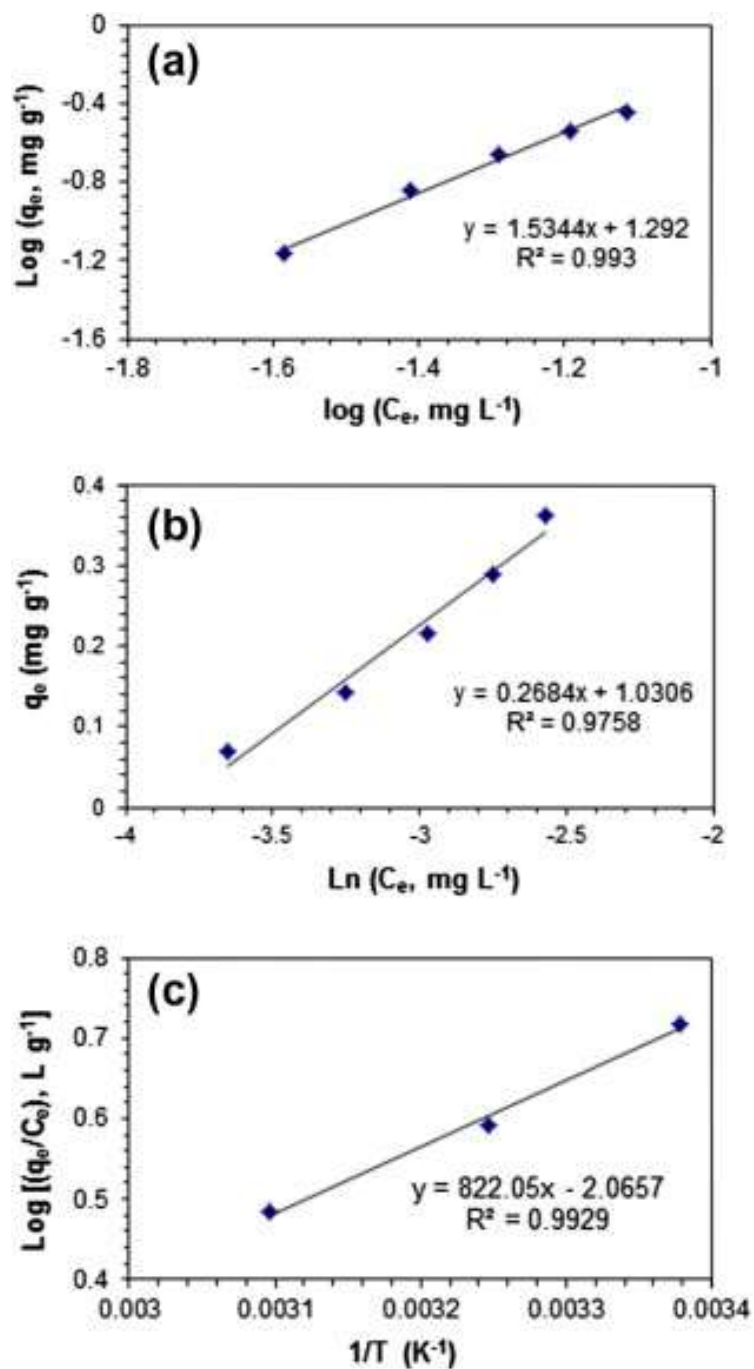 (a)
0
-0.4
-0.8
-1.2
-1.6
Log (qₑ, mg g⁻¹)
y = 1.5344x + 1.292
R² = 0.993
-1.8
-1.6
-1.4
-1.2
-1
log (Cₑ, mg L⁻¹)
(b)
0.4
0.3
0.2
0.1
0
qₑ (mg g⁻¹)
y = 0.2684x + 1.0306
R² = 0.9758
-4
-3.5
-3
-2.5
-2
Ln (Cₑ, mg L⁻¹)
(c)
0.8
0.7
0.6
0.5
0.4
Log [(qₑ/Cₑ), L g⁻¹]
y = 822.05x - 2.0657
R² = 0.9929
0.003
0.0031
0.0032
0.0033
0.0034
1/T (K⁻¹)